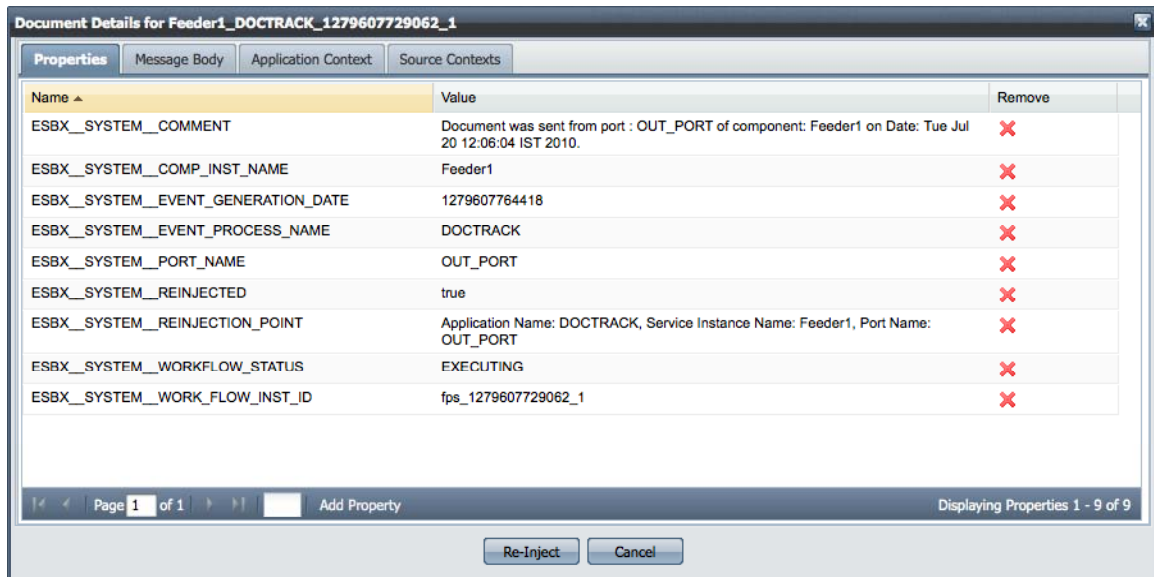 Document Details for Feeder1_DOCTRACK_1279607729062_1
Properties Message Body Application Context Source Contexts
Name Value Remove
ESBX__SYSTEM__COMMENT Document was sent from port : OUT_PORT of component: Feeder1 on Date: Tue Jul
20 12:06:04 IST 2010.
ESBX__SYSTEM__COMP_INST_NAME Feeder1
ESBX__SYSTEM__EVENT_GENERATION_DATE 1279607764418
ESBX__SYSTEM__EVENT_PROCESS_NAME DOCTRACK
ESBX__SYSTEM__PORT_NAME OUT_PORT
ESBX__SYSTEM__REINJECTED true
ESBX__SYSTEM__REINJECTION_POINT Application Name: DOCTRACK, Service Instance Name: Feeder1, Port Name:
OUT_PORT
ESBX__SYSTEM__WORKFLOW_STATUS EXECUTING
ESBX__SYSTEM__WORK_FLOW_INST_ID fps_1279607729062_1
Page 1 of 1 Add Property Displaying Properties 1 - 9 of 9
Re-Inject Cancel